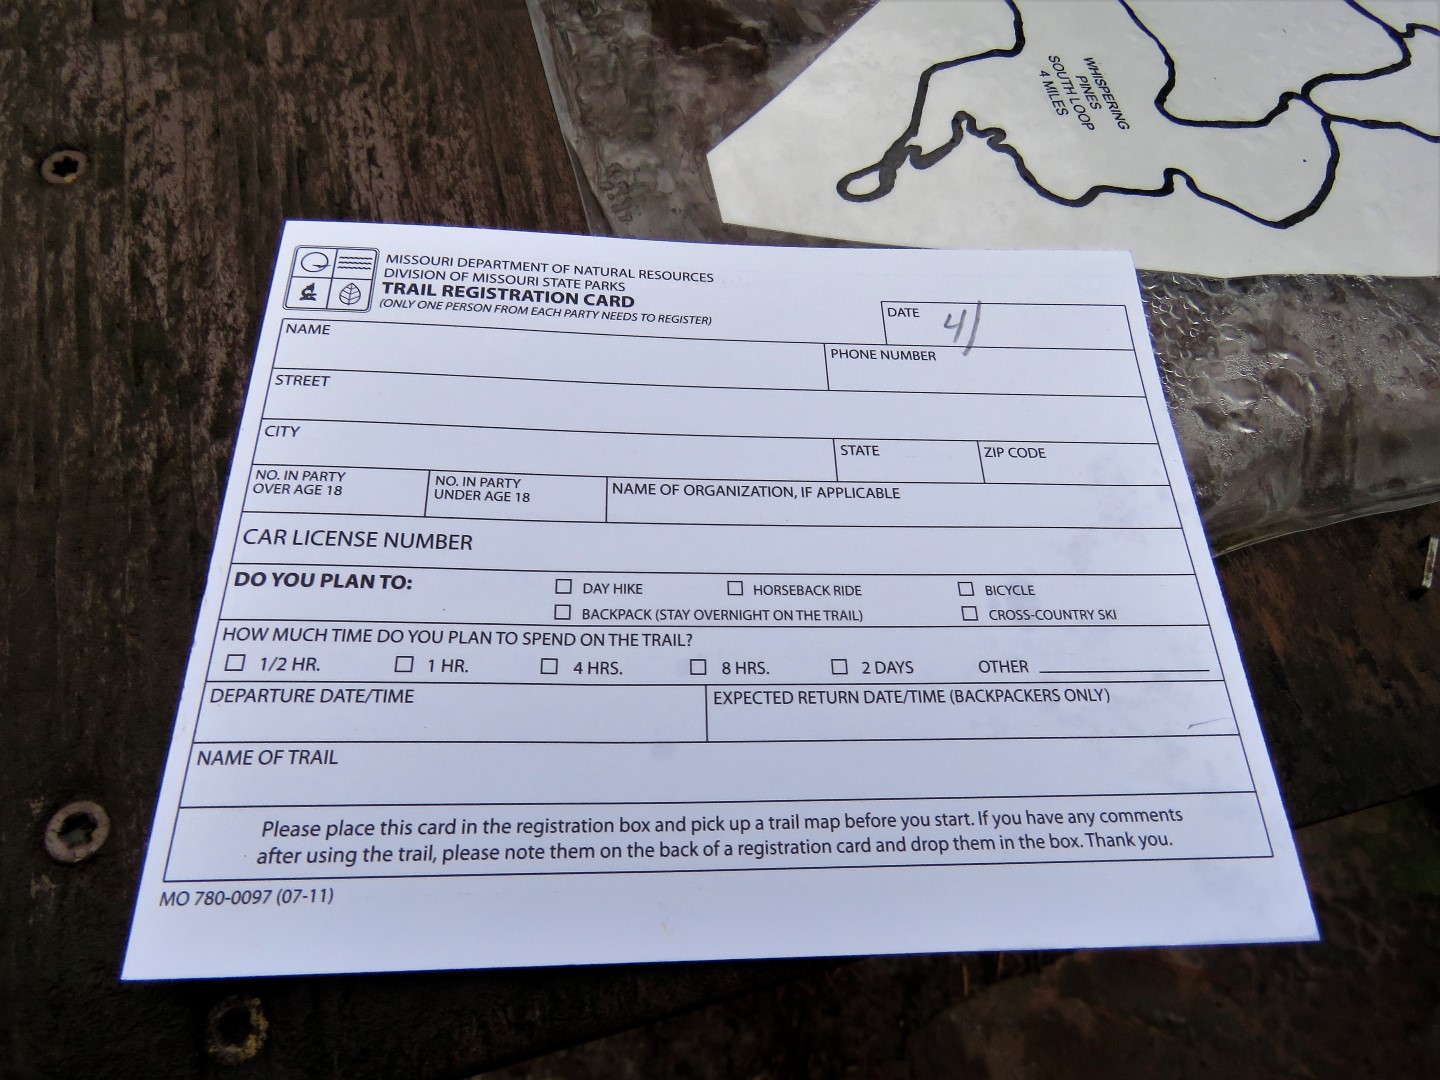 WHISPERING
PINES
SOUTH LOOP
4 MILES
MISSOURI DEPARTMENT OF NATURAL RESOURCES
DIVISION OF MISSOURI STATE PARKS
TRAIL REGISTRATION CARD
(ONLY ONE PERSON FROM EACH PARTY NEEDS TO REGISTER)
DATE 4/
NAME
PHONE NUMBER
STREET
CITY
STATE
ZIP CODE
NO. IN PARTY
OVER AGE 18
NO. IN PARTY
UNDER AGE 18
NAME OF ORGANIZATION, IF APPLICABLE
CAR LICENSE NUMBER
DO YOU PLAN TO:
DAY HIKE
HORSEBACK RIDE
BICYCLE
BACKPACK (STAY OVERNIGHT ON THE TRAIL)
CROSS-COUNTRY SKI
HOW MUCH TIME DO YOU PLAN TO SPEND ON THE TRAIL?
1/2 HR.
1 HR.
4 HRS.
8 HRS.
2 DAYS
OTHER
DEPARTURE DATE/TIME
EXPECTED RETURN DATE/TIME (BACKPACKERS ONLY)
NAME OF TRAIL
Please place this card in the registration box and pick up a trail map before you start. If you have any comments
after using the trail, please note them on the back of a registration card and drop them in the box. Thank you.
MO 780-0097 (07-11)